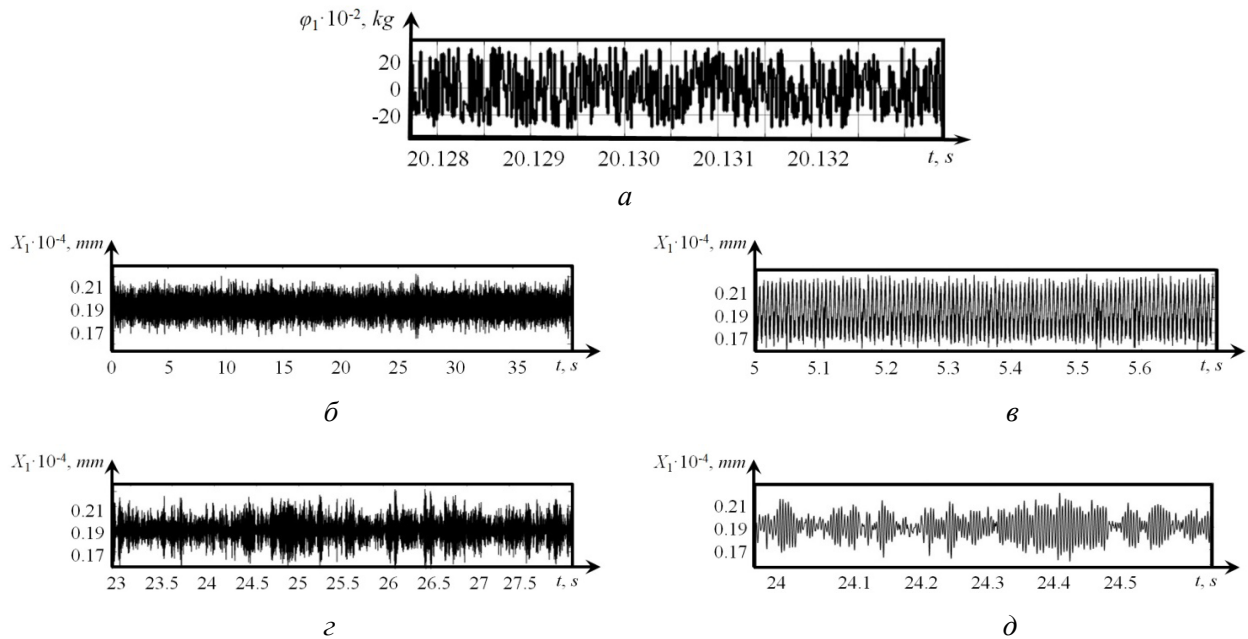 φ₁·10⁻², kg
20
0
-20
20.128 20.129 20.130 20.131 20.132 t, s
а
X₁·10⁻⁴, mm
0.21
0.19
0.17
0 5 10 15 20 25 30 35 t, s
б
X₁·10⁻⁴, mm
0.21
0.19
0.17
5 5.1 5.2 5.3 5.4 5.5 5.6 t, s
в
X₁·10⁻⁴, mm
0.21
0.19
0.17
23 23.5 24 24.5 25 25.5 26 26.5 27 27.5 t, s
г
X₁·10⁻⁴, mm
0.21
0.19
0.17
24 24.1 24.2 24.3 24.4 24.5 t, s
д